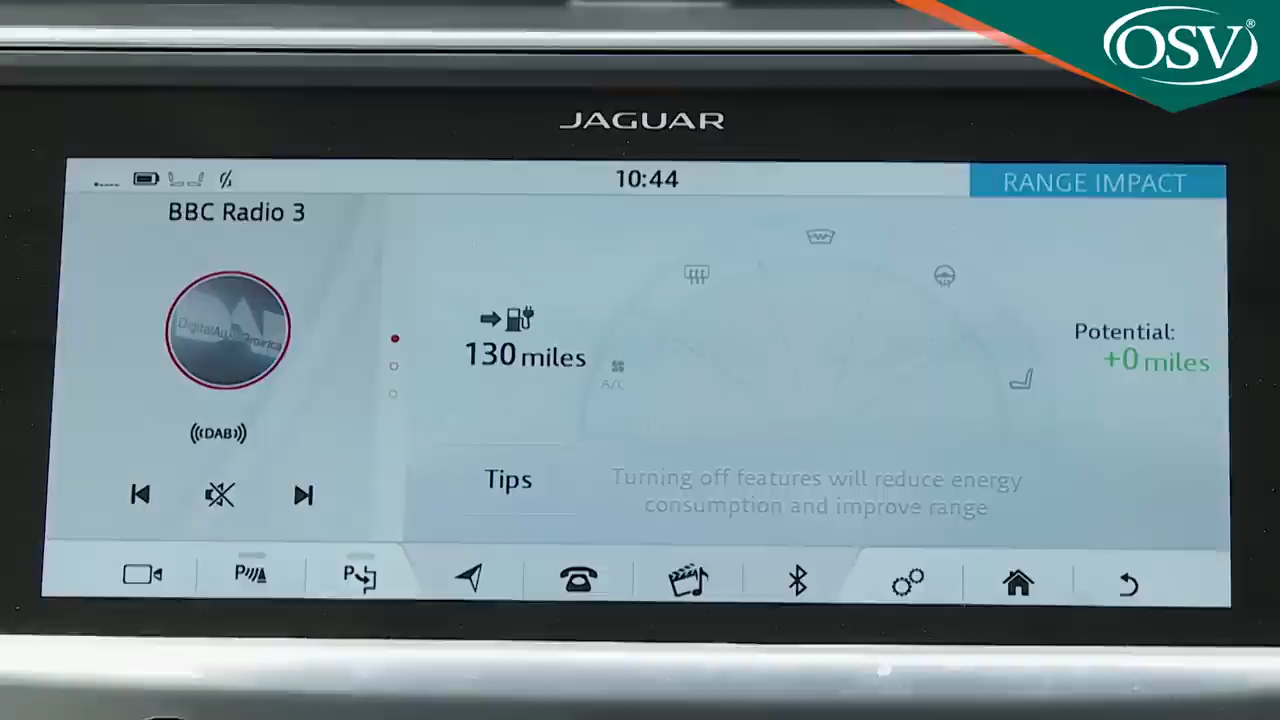 OSV®
JAGUAR
10:44
RANGE IMPACT
BBC Radio 3
130 miles
A/C
Potential:
+0 miles
DAB
Tips
Turning off features will reduce energy
consumption and improve range
P
P